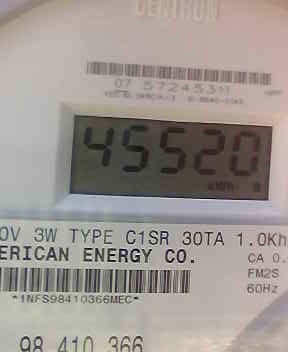 CENTRON
07 57245311
45520
0V 3W TYPE C1SR 30TA 1.0Kh
ERICAN ENERGY CO.
CA 0.
FM2S
60Hz
*1NFS98410366MEC*
98 410 366